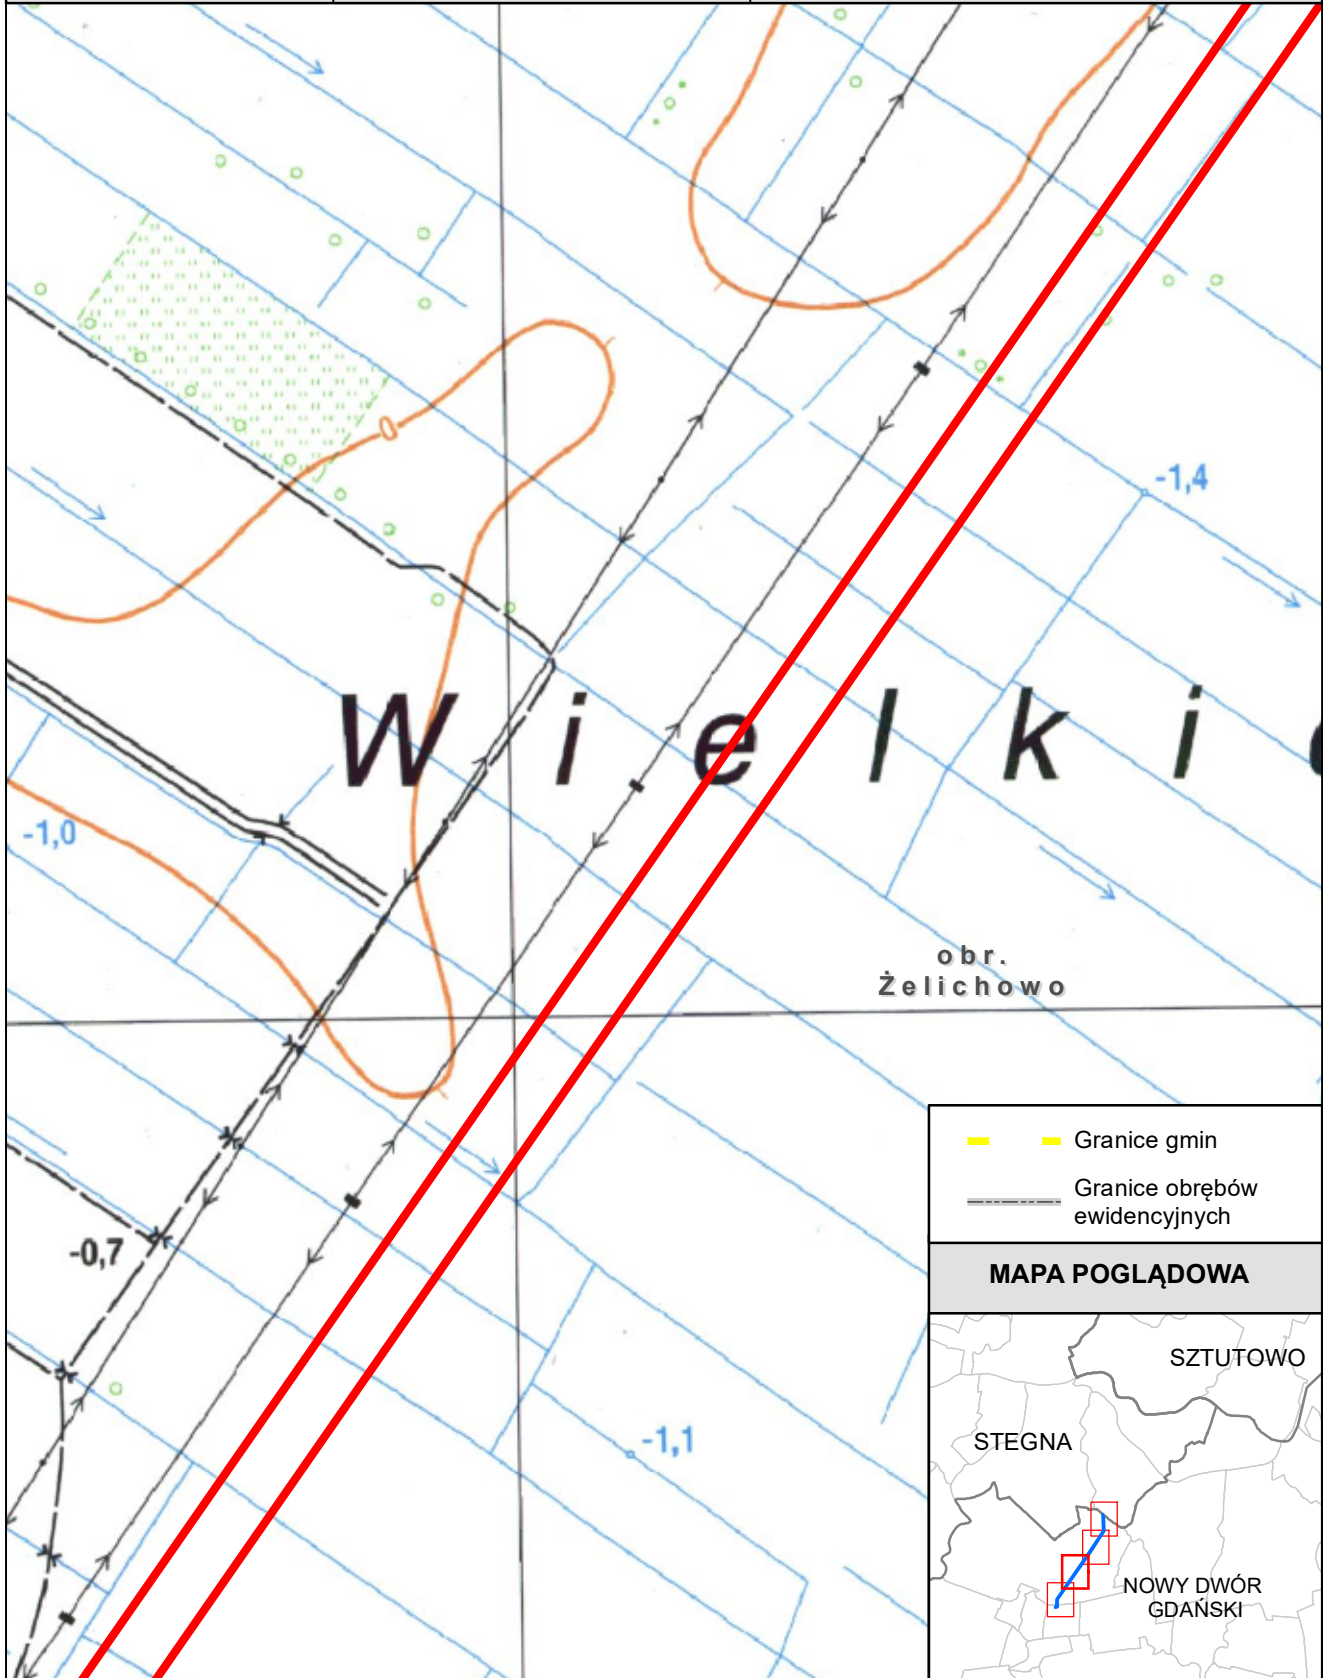 0
-1,4
W i e l k i
-1,0
obr.
Żelichowo
-0,7
-1,1
Granice gmin
Granice obrębów
ewidencyjnych
MAPA POGLĄDOWA
SZTUTOWO
STEGNA
NOWY DWÓR
GDAŃSKI